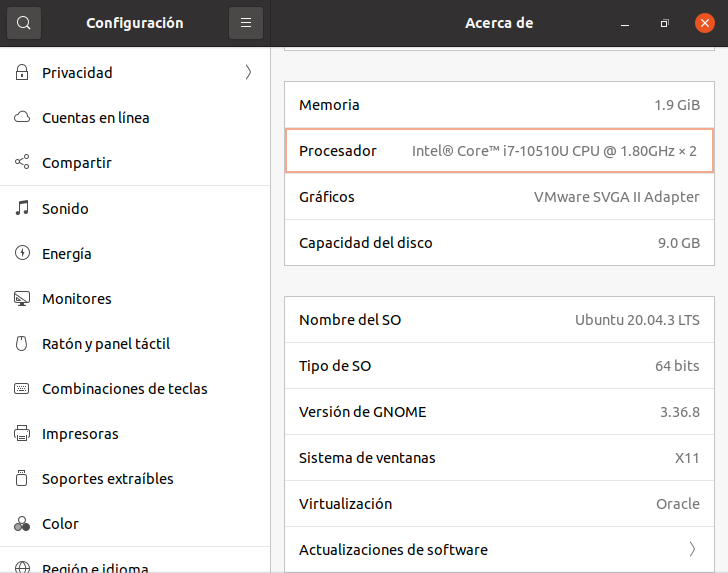 Configuración
Acerca de
Privacidad
Cuentas en línea
Compartir
Sonido
Energía
Monitores
Ratón y panel táctil
Combinaciones de teclas
Impresoras
Soportes extraíbles
Color
Región e idioma
Memoria 1.9 GiB
Procesador Intel® Core™ i7-10510U CPU @ 1.80GHz × 2
Gráficos VMware SVGA II Adapter
Capacidad del disco 9.0 GB
Nombre del SO Ubuntu 20.04.3 LTS
Tipo de SO 64 bits
Versión de GNOME 3.36.8
Sistema de ventanas X11
Virtualización Oracle
Actualizaciones de software